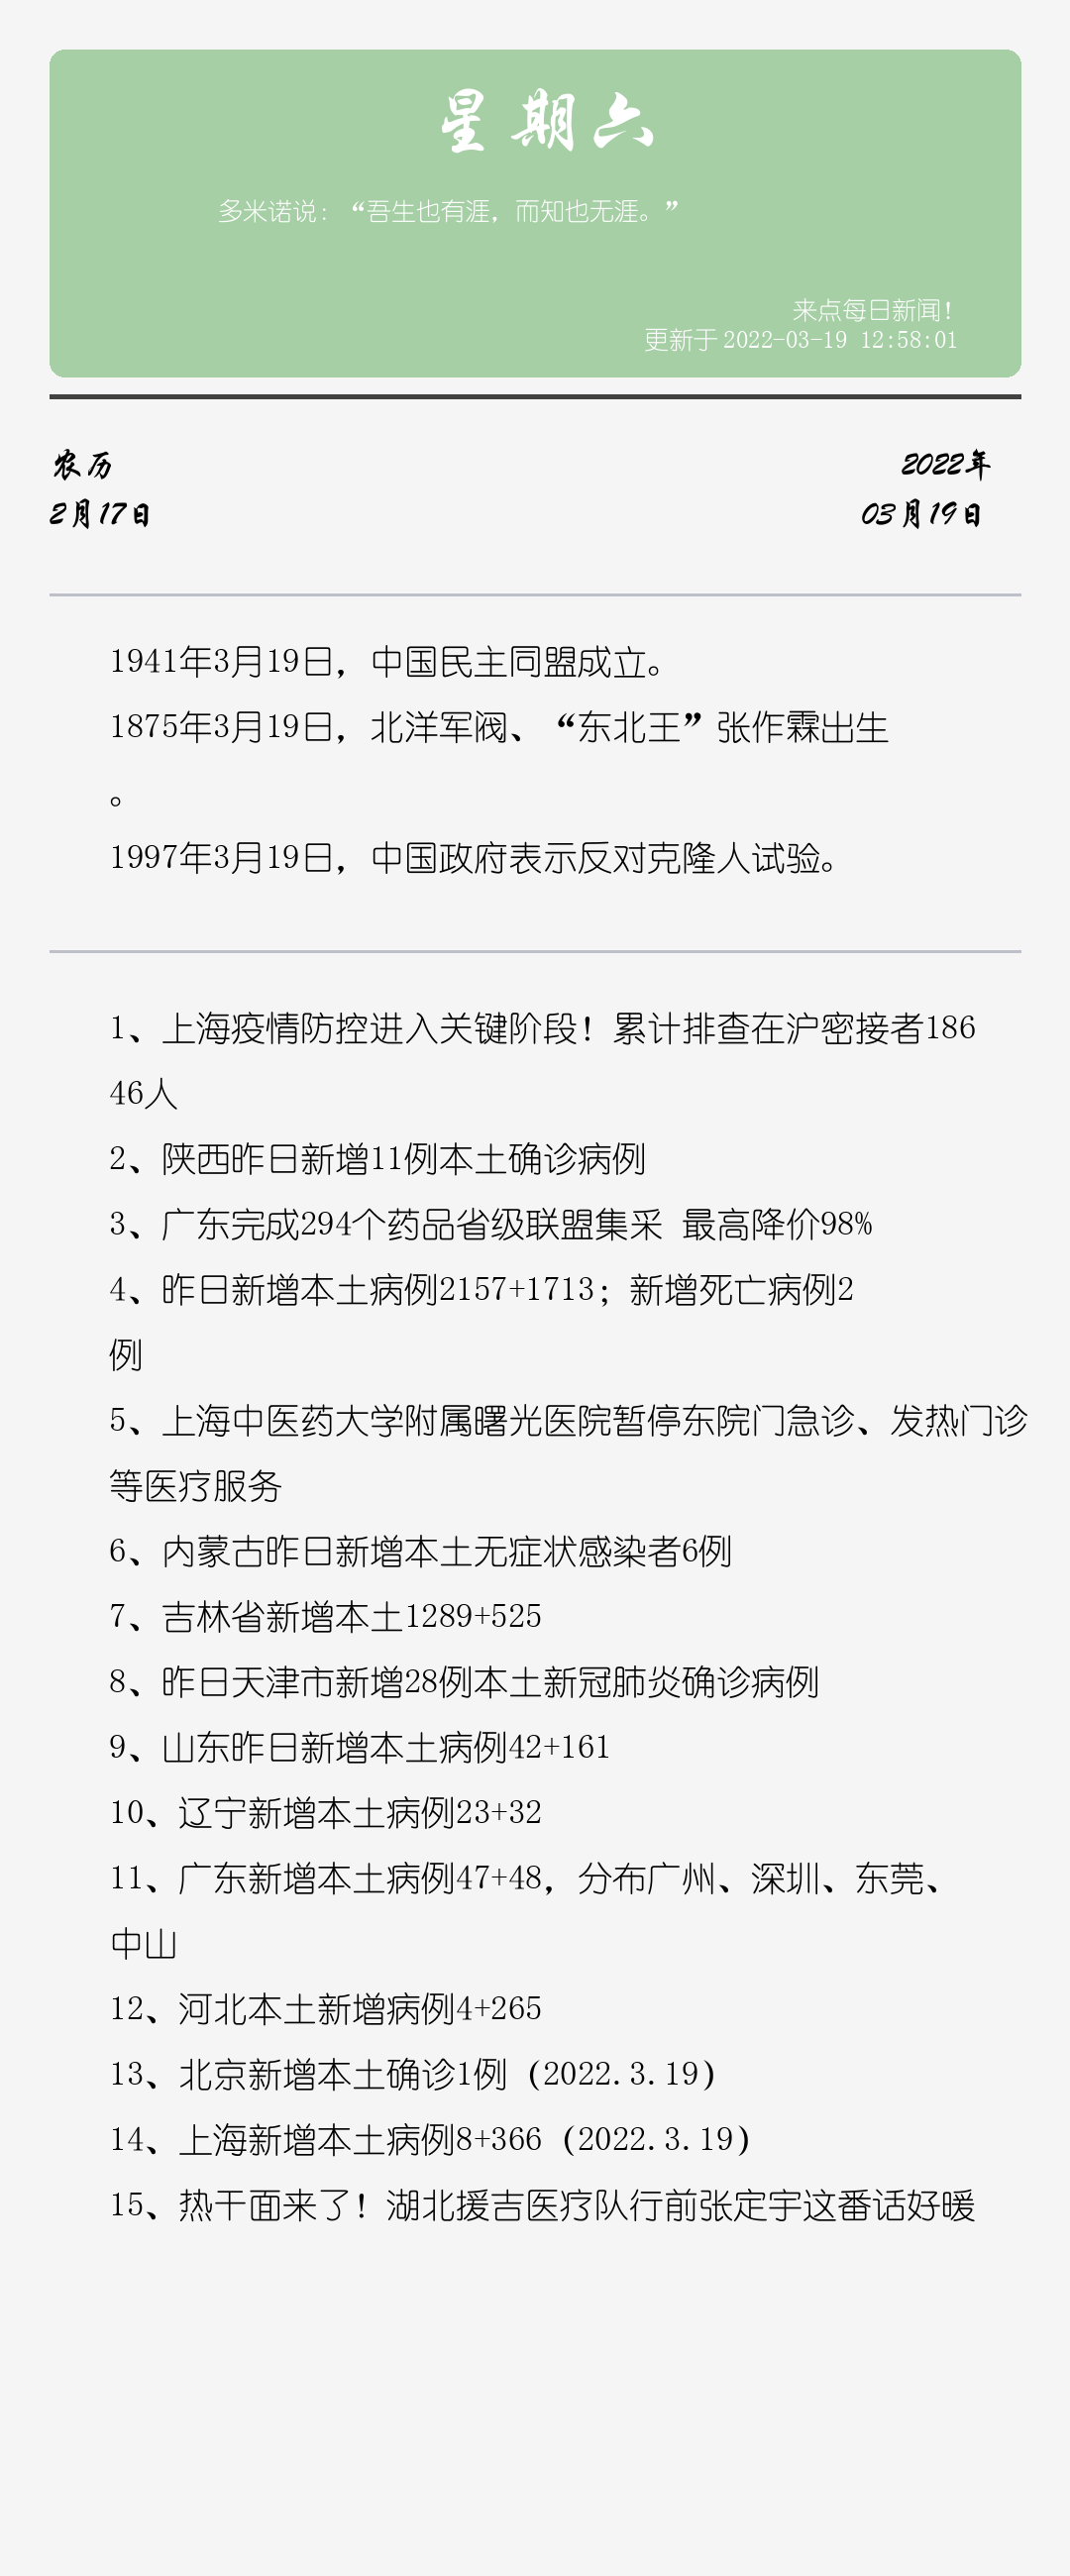 星期六
多米诺说：“吾生也有涯，而知也无涯。”
来点每日新闻！
更新于 2022-03-19 12:58:01
农历
2022年
2月17日
03月19日
1941年3月19日，中国民主同盟成立。
1875年3月19日，北洋军阀、“东北王”张作霖出生
。
1997年3月19日，中国政府表示反对克隆人试验。
1、上海疫情防控进入关键阶段！累计排查在沪密接者186
46人
2、陕西昨日新增11例本土确诊病例
3、广东完成294个药品省级联盟集采 最高降价98%
4、昨日新增本土病例2157+1713；新增死亡病例2
例
5、上海中医药大学附属曙光医院暂停东院门急诊、发热门诊
等医疗服务
6、内蒙古昨日新增本土无症状感染者6例
7、吉林省新增本土1289+525
8、昨日天津市新增28例本土新冠肺炎确诊病例
9、山东昨日新增本土病例42+161
10、辽宁新增本土病例23+32
11、广东新增本土病例47+48，分布广州、深圳、东莞、
中山
12、河北本土新增病例4+265
13、北京新增本土确诊1例（2022.3.19）
14、上海新增本土病例8+366（2022.3.19）
15、热干面来了！湖北援吉医疗队行前张定宇这番话好暖